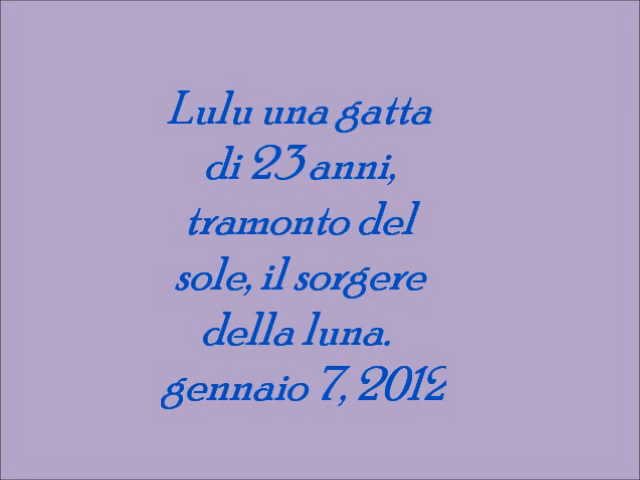 Lulu una gatta
di 23 anni,
tramonto del
sole, il sorgere
della luna.
gennaio 7, 2012